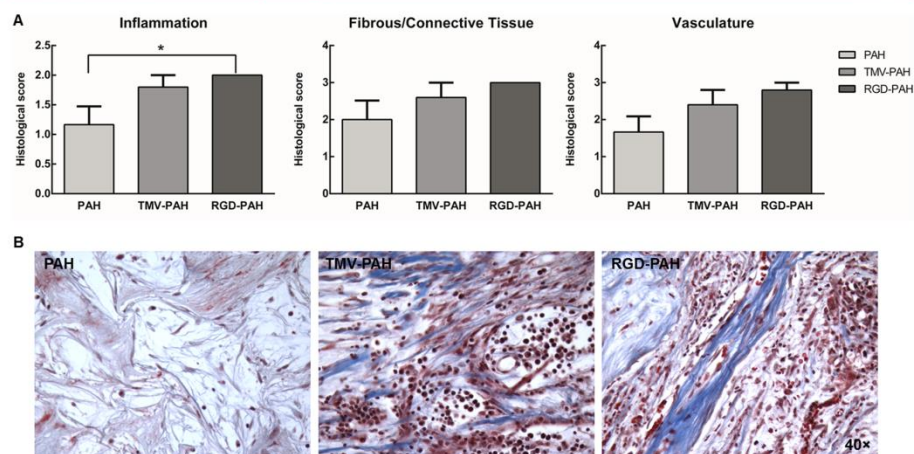 A
Inflammation
Fibrous/Connective Tissue
Vasculature
*
Histological score
2.5
2.0
1.5
1.0
0.5
0.0
PAH
TMV-PAH
RGD-PAH
Histological score
4
3
2
1
0
PAH
TMV-PAH
RGD-PAH
Histological score
4
3
2
1
0
PAH
TMV-PAH
RGD-PAH
PAH
TMV-PAH
RGD-PAH
B
PAH
TMV-PAH
RGD-PAH
40×